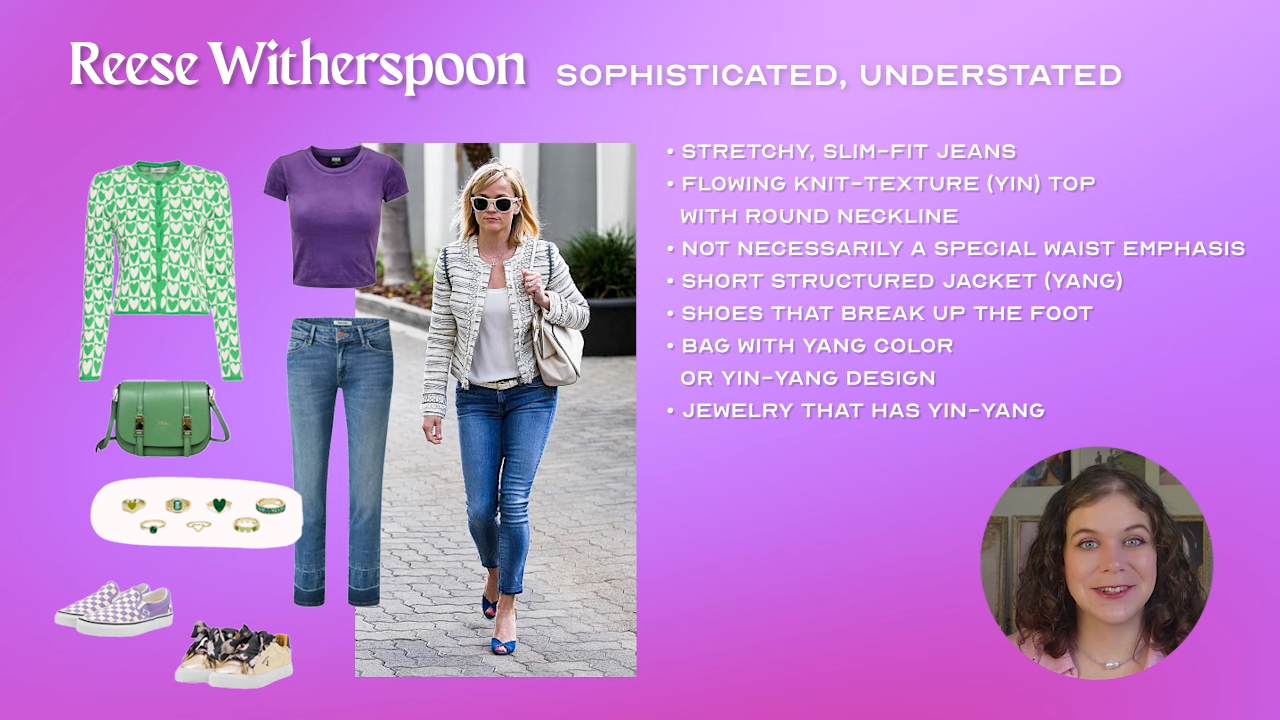 Reese Witherspoon SOPHISTICATED, UNDERSTATED
• STRETCHY, SLIM-FIT JEANS
• FLOWING KNIT-TEXTURE (YIN) TOP
WITH ROUND NECKLINE
• NOT NECESSARILY A SPECIAL WAIST EMPHASIS
• SHORT STRUCTURED JACKET (YANG)
• SHOES THAT BREAK UP THE FOOT
• BAG WITH YANG COLOR
OR YIN-YANG DESIGN
• JEWELRY THAT HAS YIN-YANG